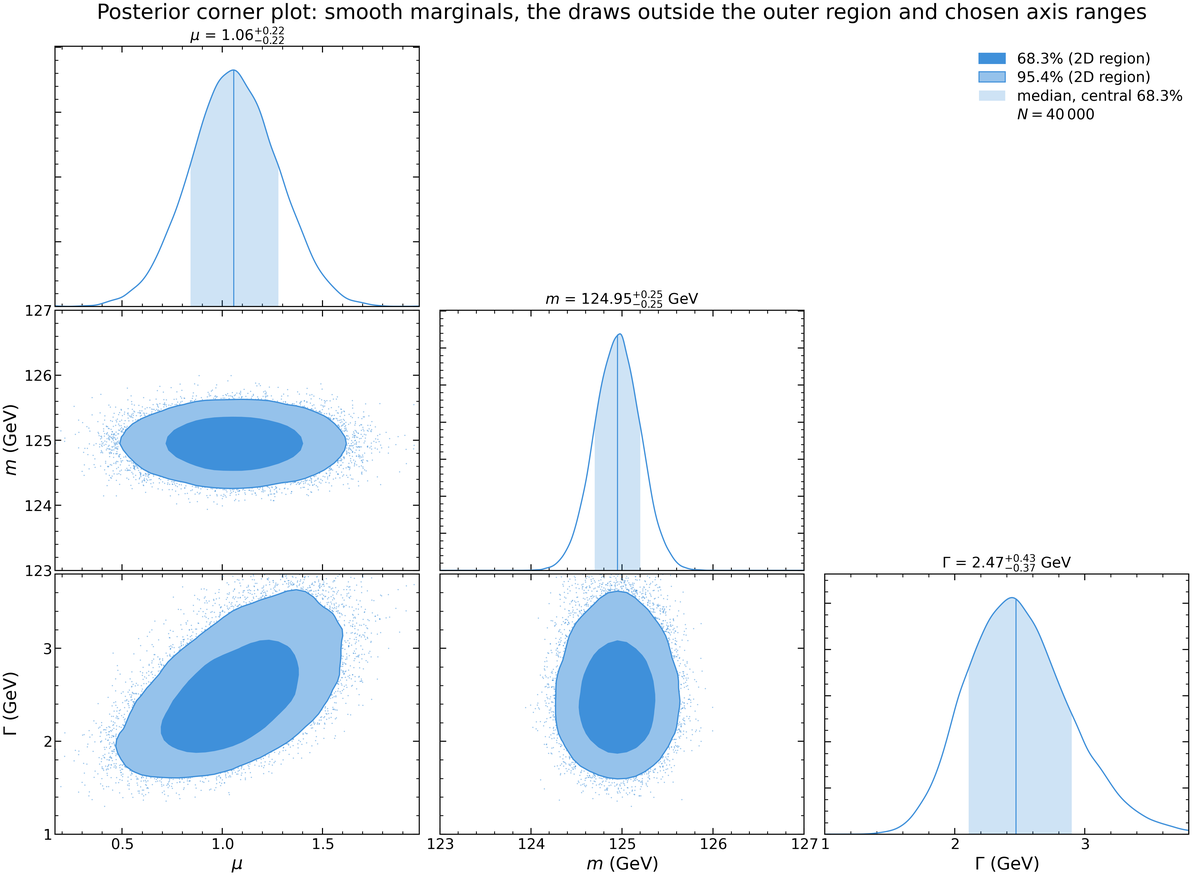 Posterior corner plot: smooth marginals, the draws outside the outer region and chosen axis ranges
μ = 1.06+0.22−0.22
68.3% (2D region)
95.4% (2D region)
median, central 68.3%
N = 40 000
127
126
125
124
123
m (GeV)
m = 124.95+0.25−0.25 GeV
3
2
1
Γ (GeV)
0.5 1.0 1.5
μ
123 124 125 126 127
m (GeV)
Γ = 2.47+0.43−0.37 GeV
1 2 3
Γ (GeV)